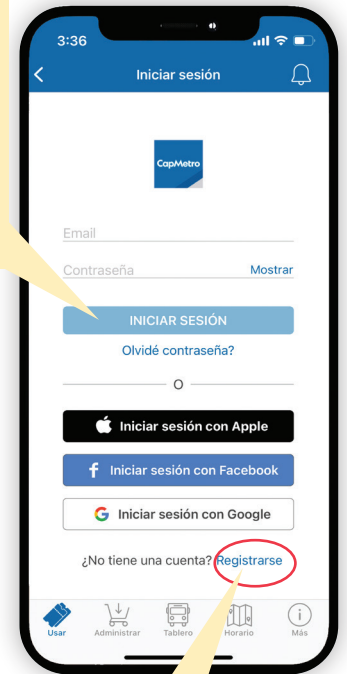 3:36
Iniciar sesión
CapMetro
Email
Contraseña Mostrar
INICIAR SESIÓN
Olvidé contraseña?
O
Iniciar sesión con Apple
f Iniciar sesión con Facebook
G Iniciar sesión con Google
¿No tiene una cuenta? Registrarse
Usar Administrar Tablero Horario Más